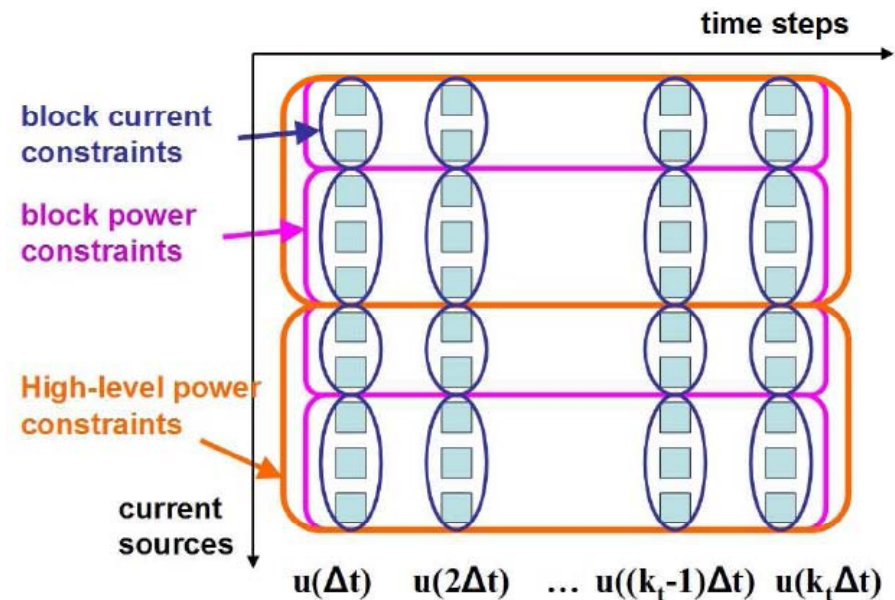 time steps
block current
constraints
block power
constraints
High-level power
constraints
current
sources
u(Δt) u(2Δt) ... u((kₜ-1)Δt) u(kₜΔt)